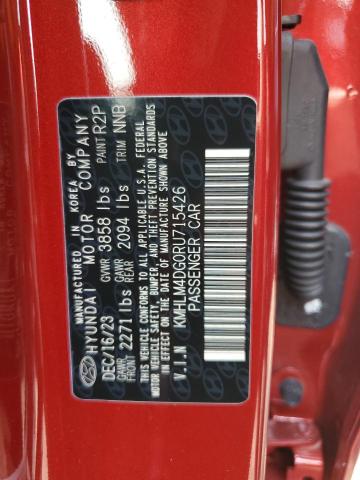 MANUFACTURED IN KOREA BY
HYUNDAI MOTOR COMPANY
DEC/16/23 GVWR 3858 lbs PAINT R2P
GAWR FRONT 2271 lbs GAWR REAR 2094 lbs TRIM NNB
THIS VEHICLE CONFORMS TO ALL APPLICABLE U.S.A. FEDERAL
MOTOR VEHICLE SAFETY, BUMPER, AND THEFT PREVENTION STANDARDS
IN EFFECT ON THE DATE OF MANUFACTURE SHOWN ABOVE.
V.I.N KMHLM4DG0RU715426
PASSENGER CAR